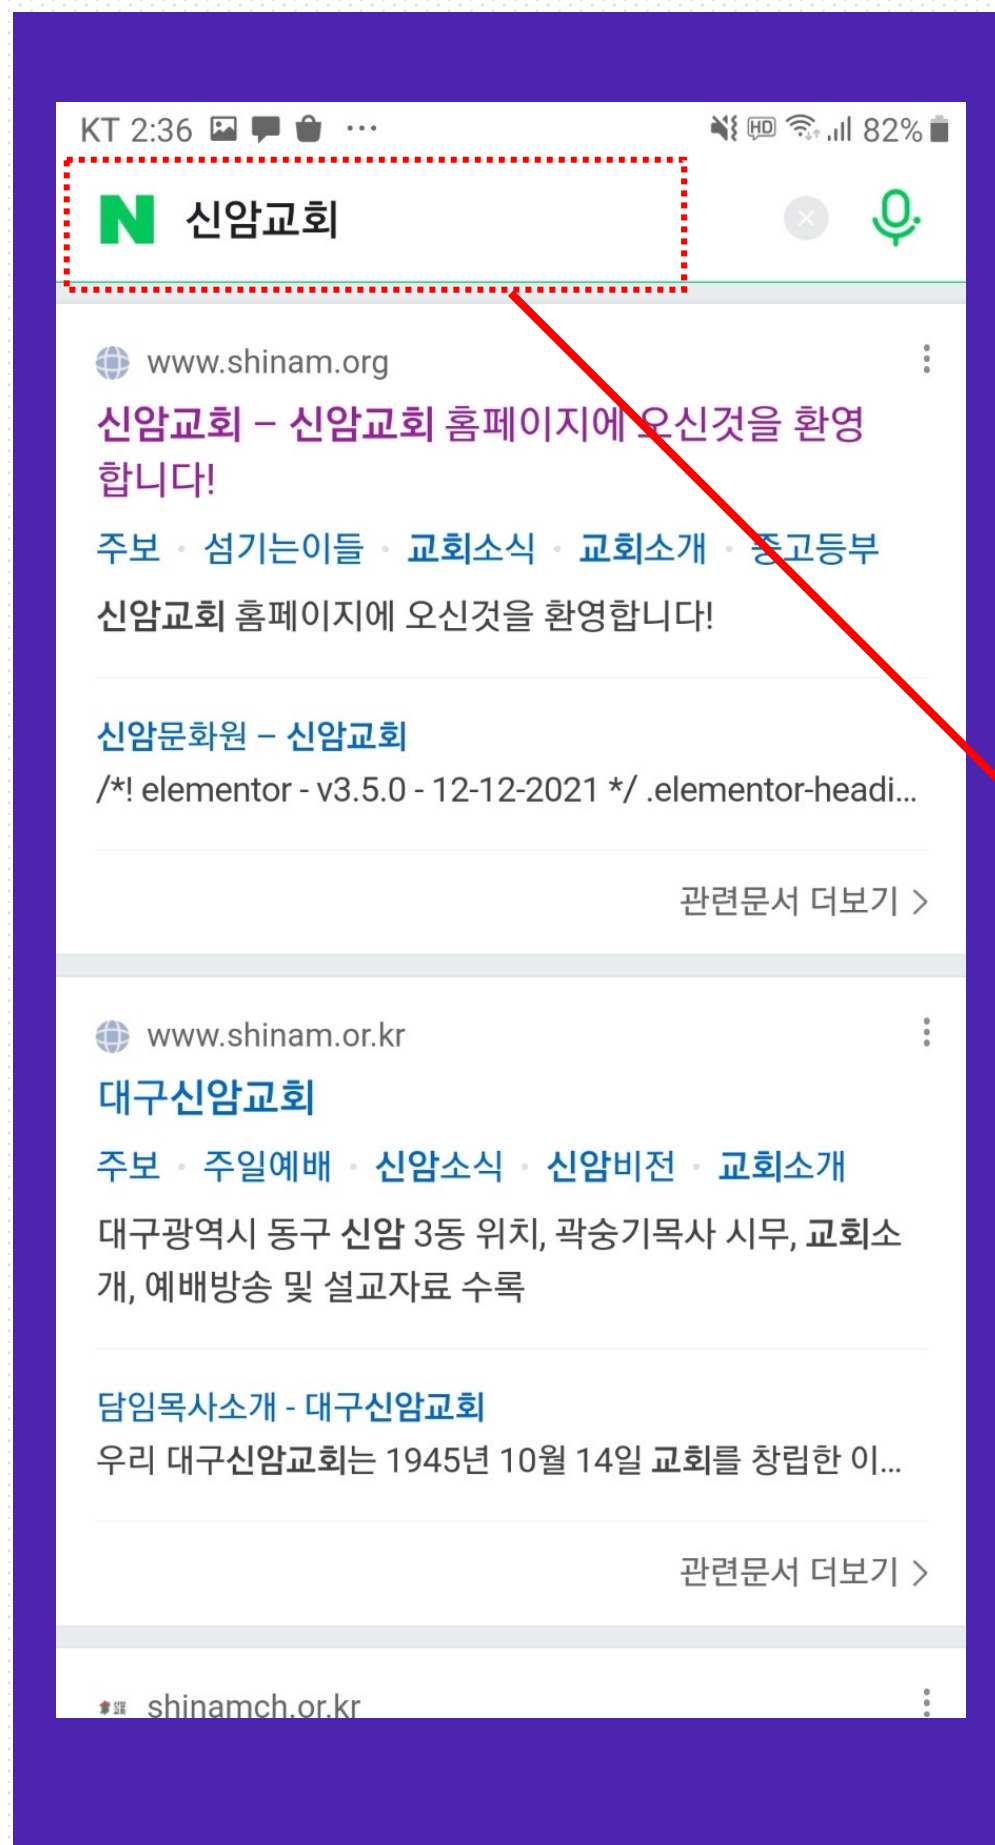 KT 2:36
HD 82%
N 신암교회
www.shinam.org
신암교회 – 신암교회 홈페이지에 오신것을 환영
합니다!
주보 · 섬기는이들 · 교회소식 · 교회소개 · 중고등부
신암교회 홈페이지에 오신것을 환영합니다!
신암문화원 – 신암교회
/*! elementor - v3.5.0 - 12-12-2021 */ .elementor-headi...
관련문서 더보기 >
www.shinam.or.kr
대구신암교회
주보 · 주일예배 · 신암소식 · 신암비전 · 교회소개
대구광역시 동구 신암 3동 위치, 곽숭기목사 시무, 교회소
개, 예배방송 및 설교자료 수록
담임목사소개 - 대구신암교회
우리 대구신암교회는 1945년 10월 14일 교회를 창립한 이...
관련문서 더보기 >
shinamch.or.kr